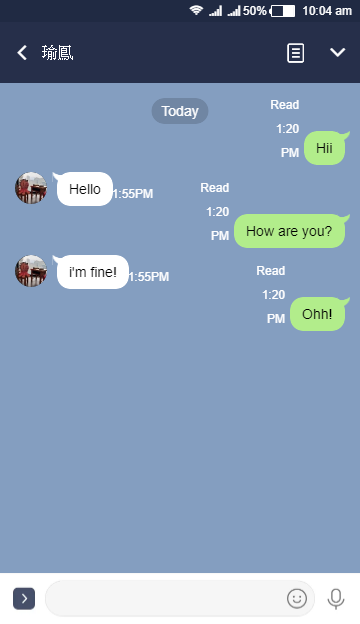 50% 10:04 am
瑜鳳
Today
Read
1:20
PM
Hii
Hello
1:55PM
Read
1:20
PM
How are you?
i'm fine!
1:55PM
Read
1:20
PM
Ohh!